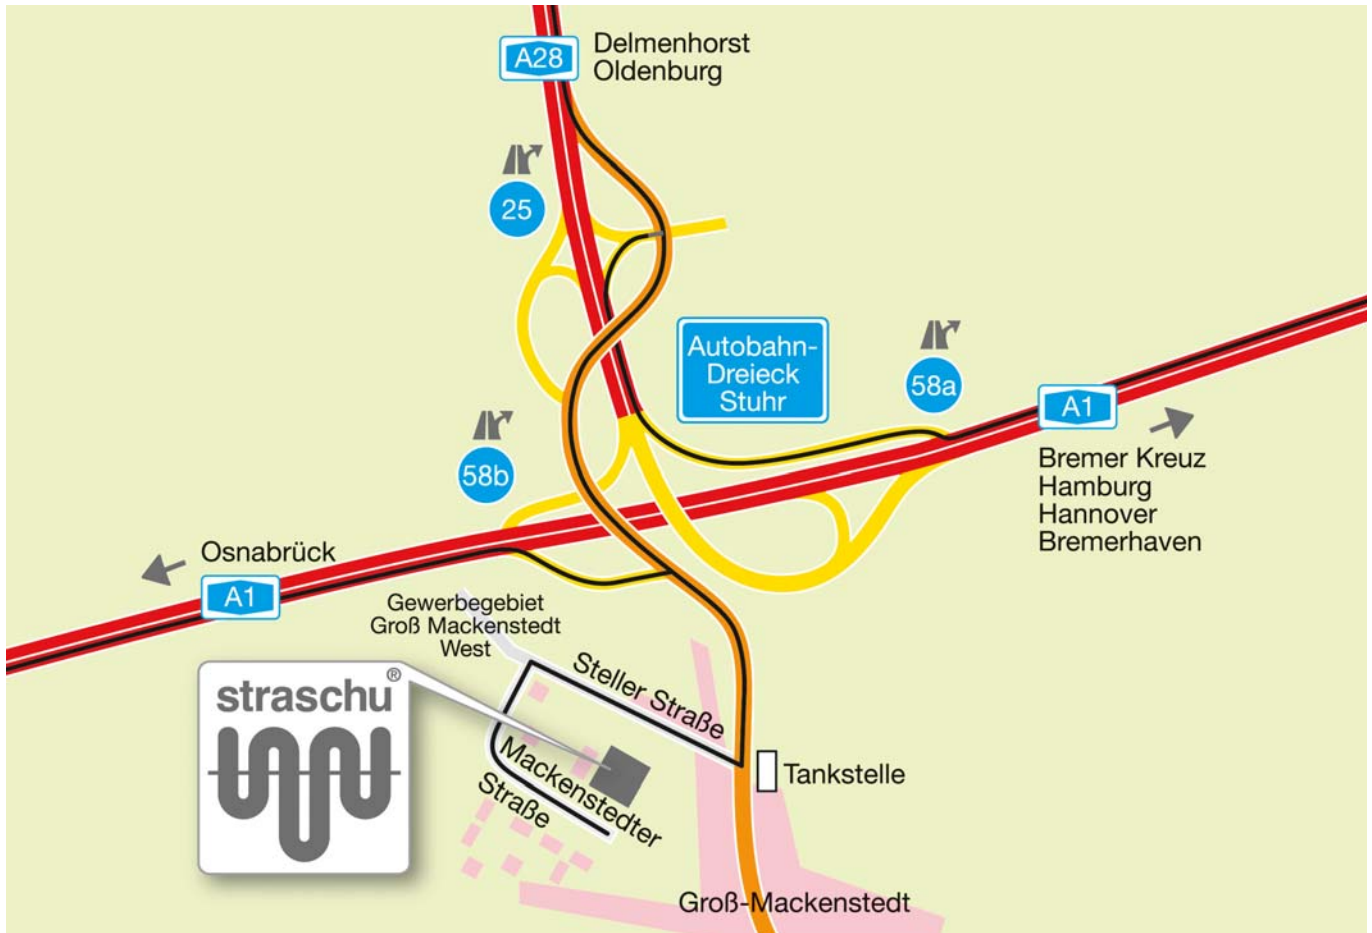 A28
Delmenhorst
Oldenburg
25
Autobahn-
Dreieck
Stuhr
58a
A1
58b
Bremer Kreuz
Hamburg
Hannover
Bremerhaven
Osnabrück
A1
Gewerbegebiet
Groß Mackenstedt
West
Steller Straße
straschu®
Mackenstedter
Straße
Tankstelle
Groß-Mackenstedt